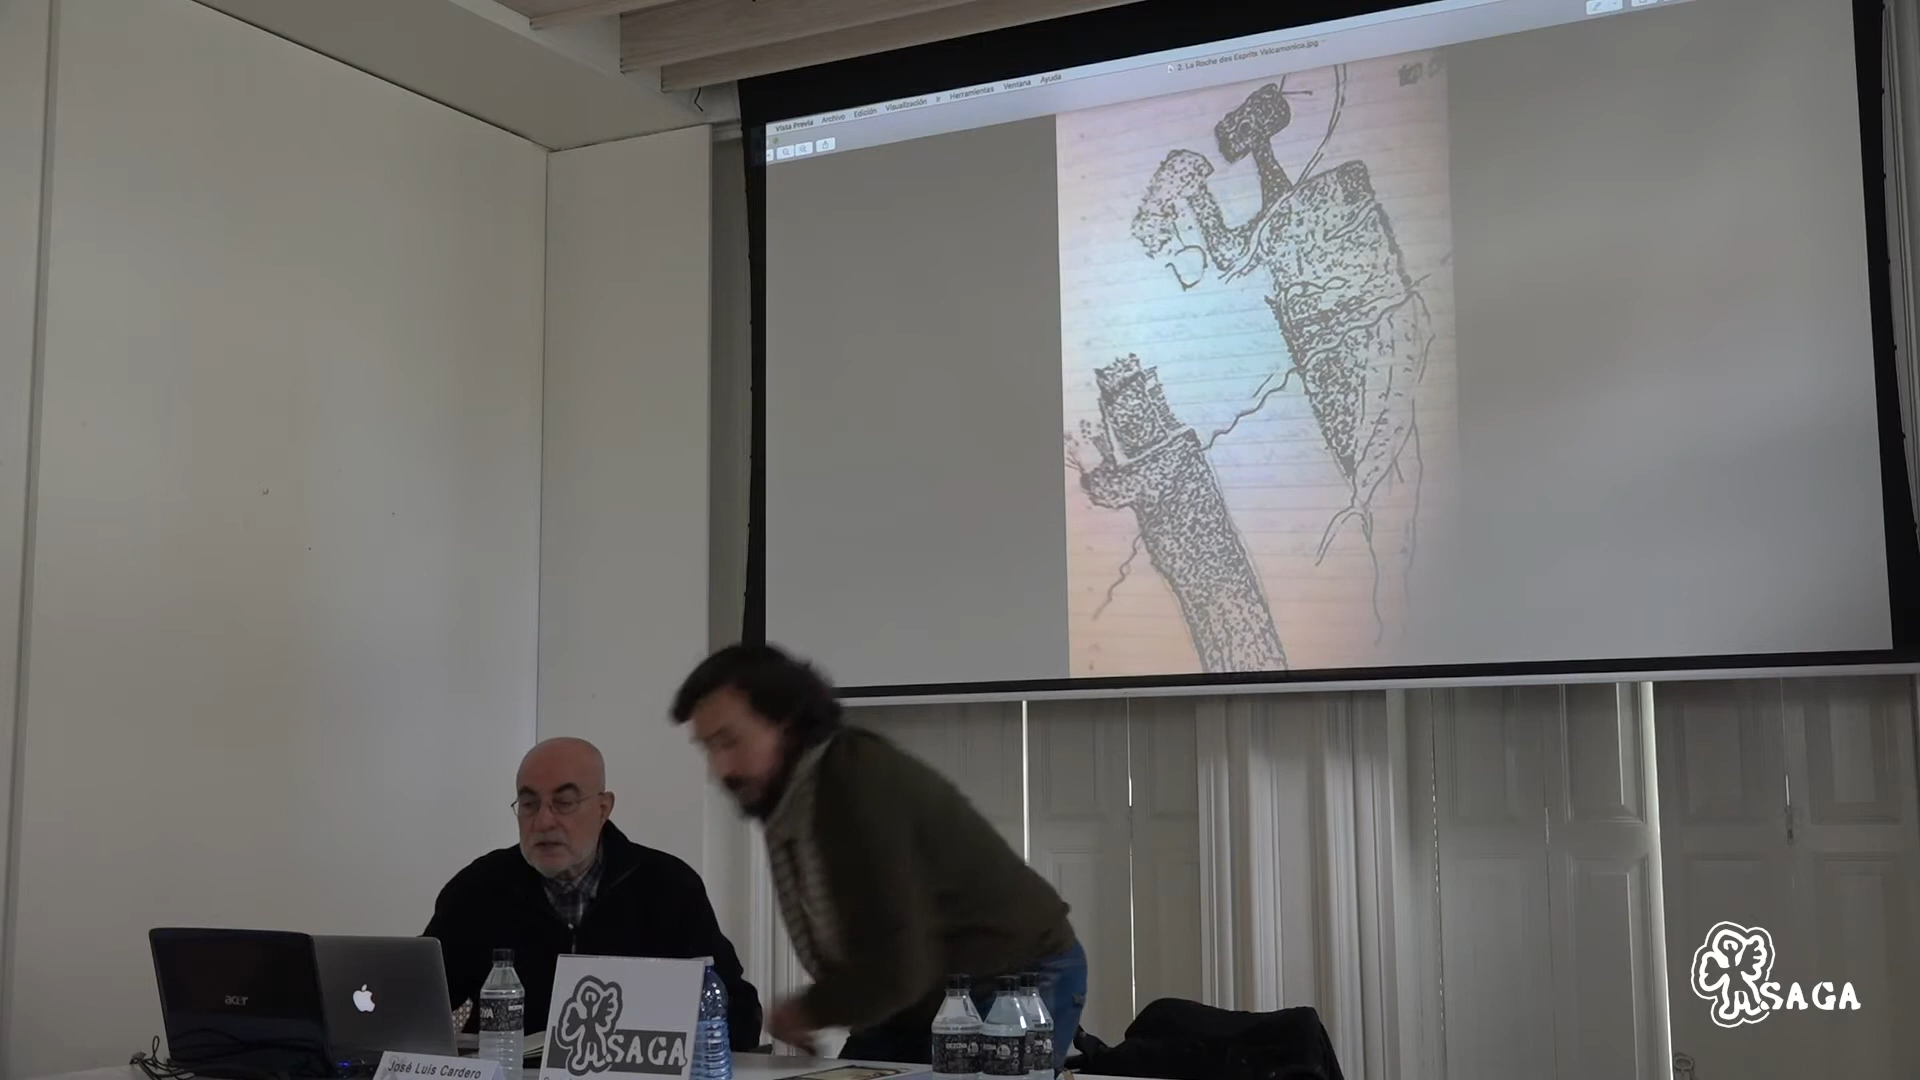 2. La Roche des Esprits Valcamonica.jpg
Vista Previa Archivo Edición Visualización Ir Herramientas Ventana Ayuda
acer
José Luis Cardero
SAGA
SAGA